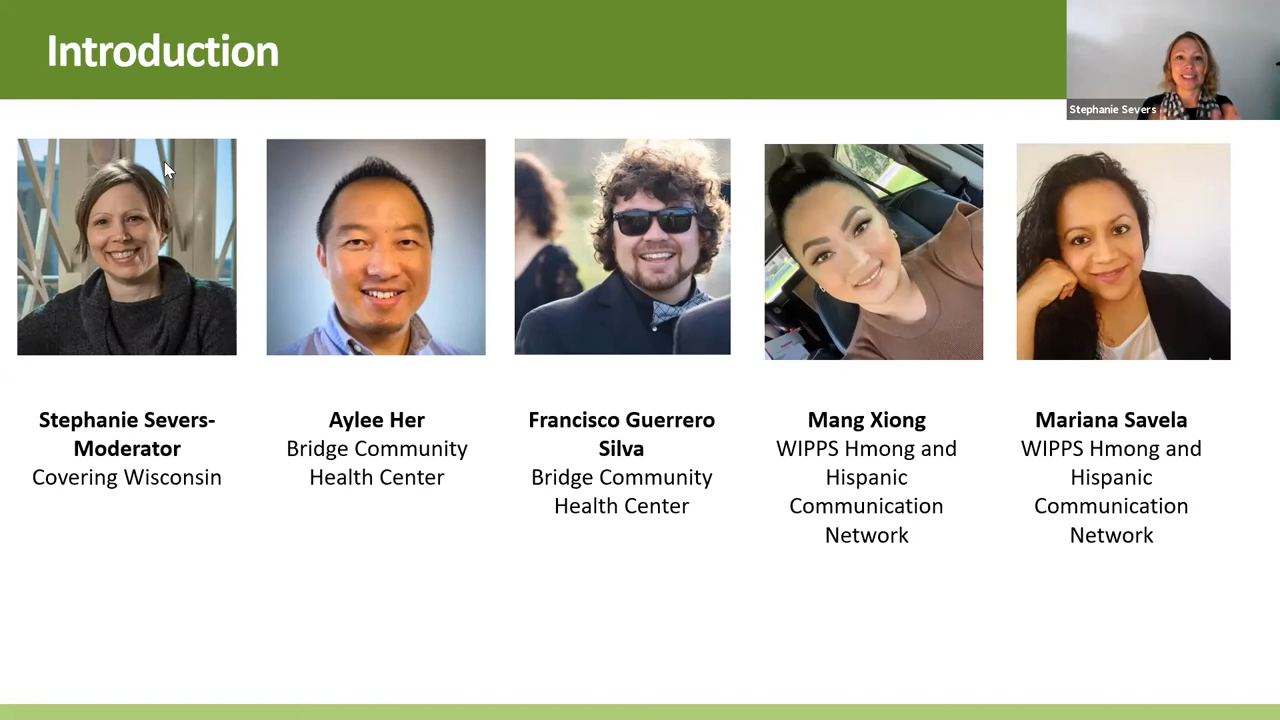 Introduction
Stephanie Severs
Stephanie Severs-
Moderator
Covering Wisconsin
Aylee Her
Bridge Community
Health Center
Francisco Guerrero
Silva
Bridge Community
Health Center
Mang Xiong
WIPPS Hmong and
Hispanic
Communication
Network
Mariana Savela
WIPPS Hmong and
Hispanic
Communication
Network